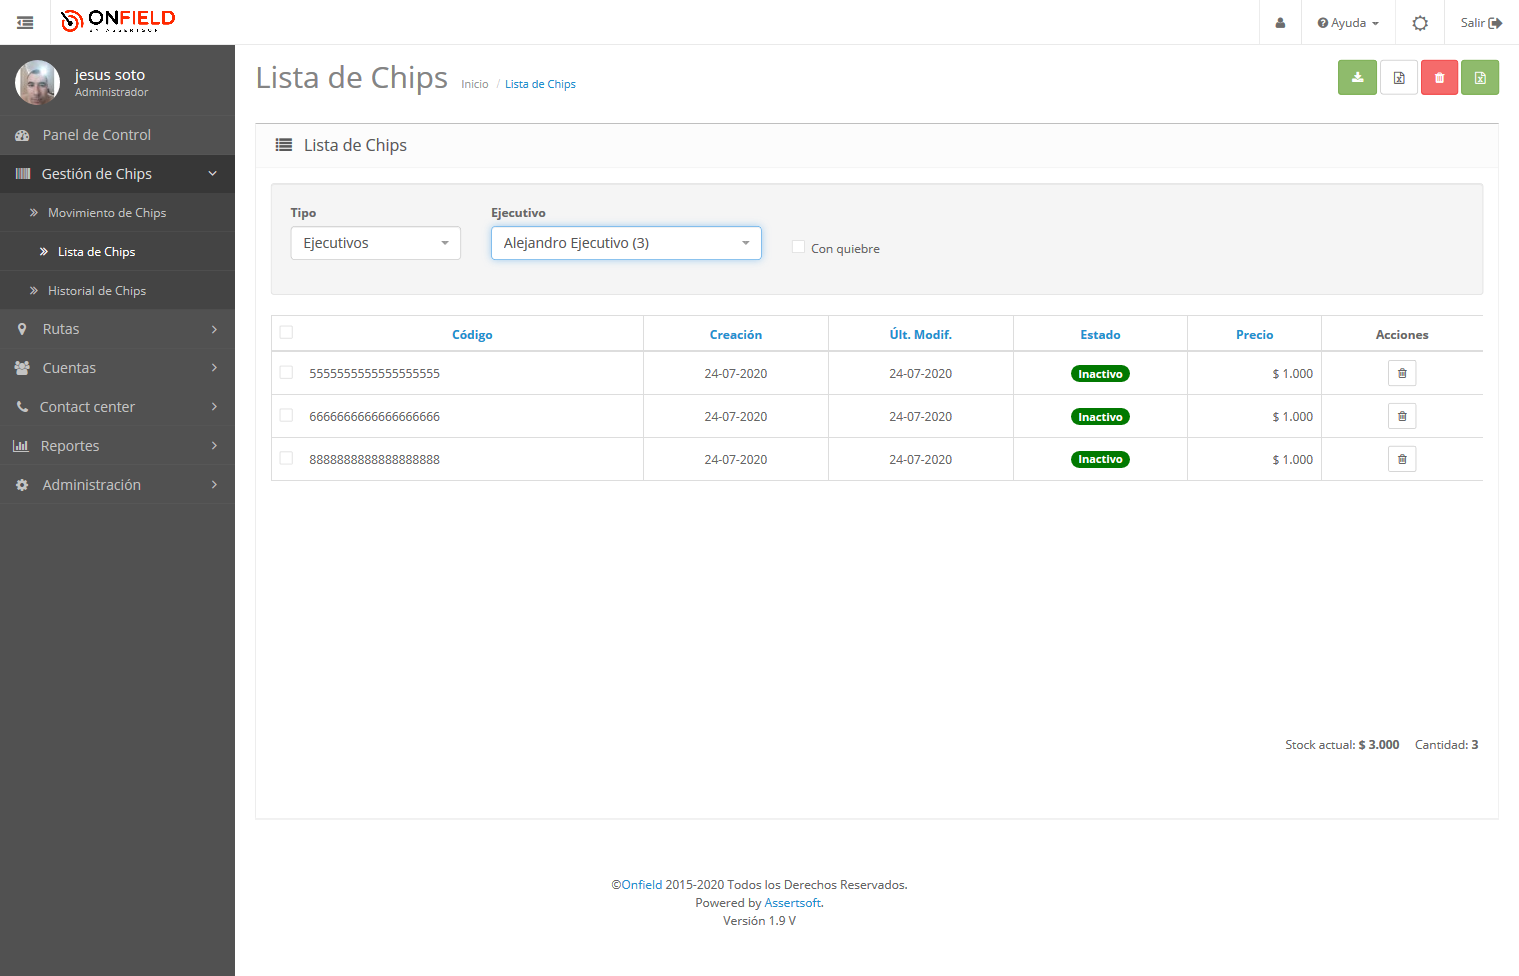 ONFIELD
Ayuda
Salir
jesus soto
Administrador
Panel de Control
Gestión de Chips
Movimiento de Chips
Lista de Chips
Historial de Chips
Rutas
Cuentas
Contact center
Reportes
Administración
Lista de Chips Inicio / Lista de Chips
Lista de Chips
Tipo Ejecutivo
Ejecutivos Alejandro Ejecutivo (3) Con quiebre
Código Creación Últ. Modif. Estado Precio Acciones
5555555555555555555 24-07-2020 24-07-2020 Inactivo $ 1.000
6666666666666666666 24-07-2020 24-07-2020 Inactivo $ 1.000
8888888888888888888 24-07-2020 24-07-2020 Inactivo $ 1.000
Stock actual: $ 3.000 Cantidad: 3
©Onfield 2015-2020 Todos los Derechos Reservados.
Powered by Assertsoft.
Versión 1.9 V